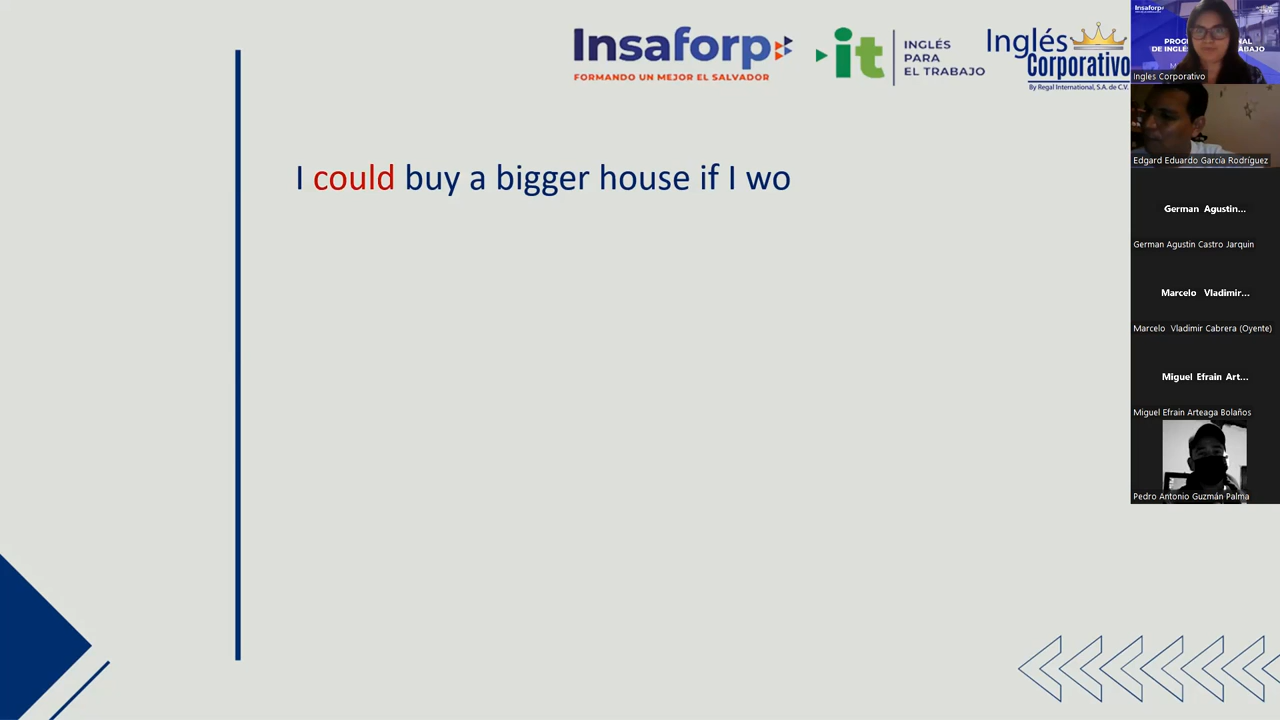 Insaforp
FORMANDO UN MEJOR EL SALVADOR
it
INGLÉS
PARA
EL TRABAJO
Inglés
Corporativo
By Regal International, S.A. de C.V.
I could buy a bigger house if I wo
Insaforp
Ingles Corporativo
Edgard Eduardo García Rodríguez
German Agustin...
German Agustin Castro Jarquin
Marcelo Vladimir...
Marcelo Vladimir Cabrera (Oyente)
Miguel Efrain Art...
Miguel Efrain Arteaga Bolaños
Pedro Antonio Guzmán Palma